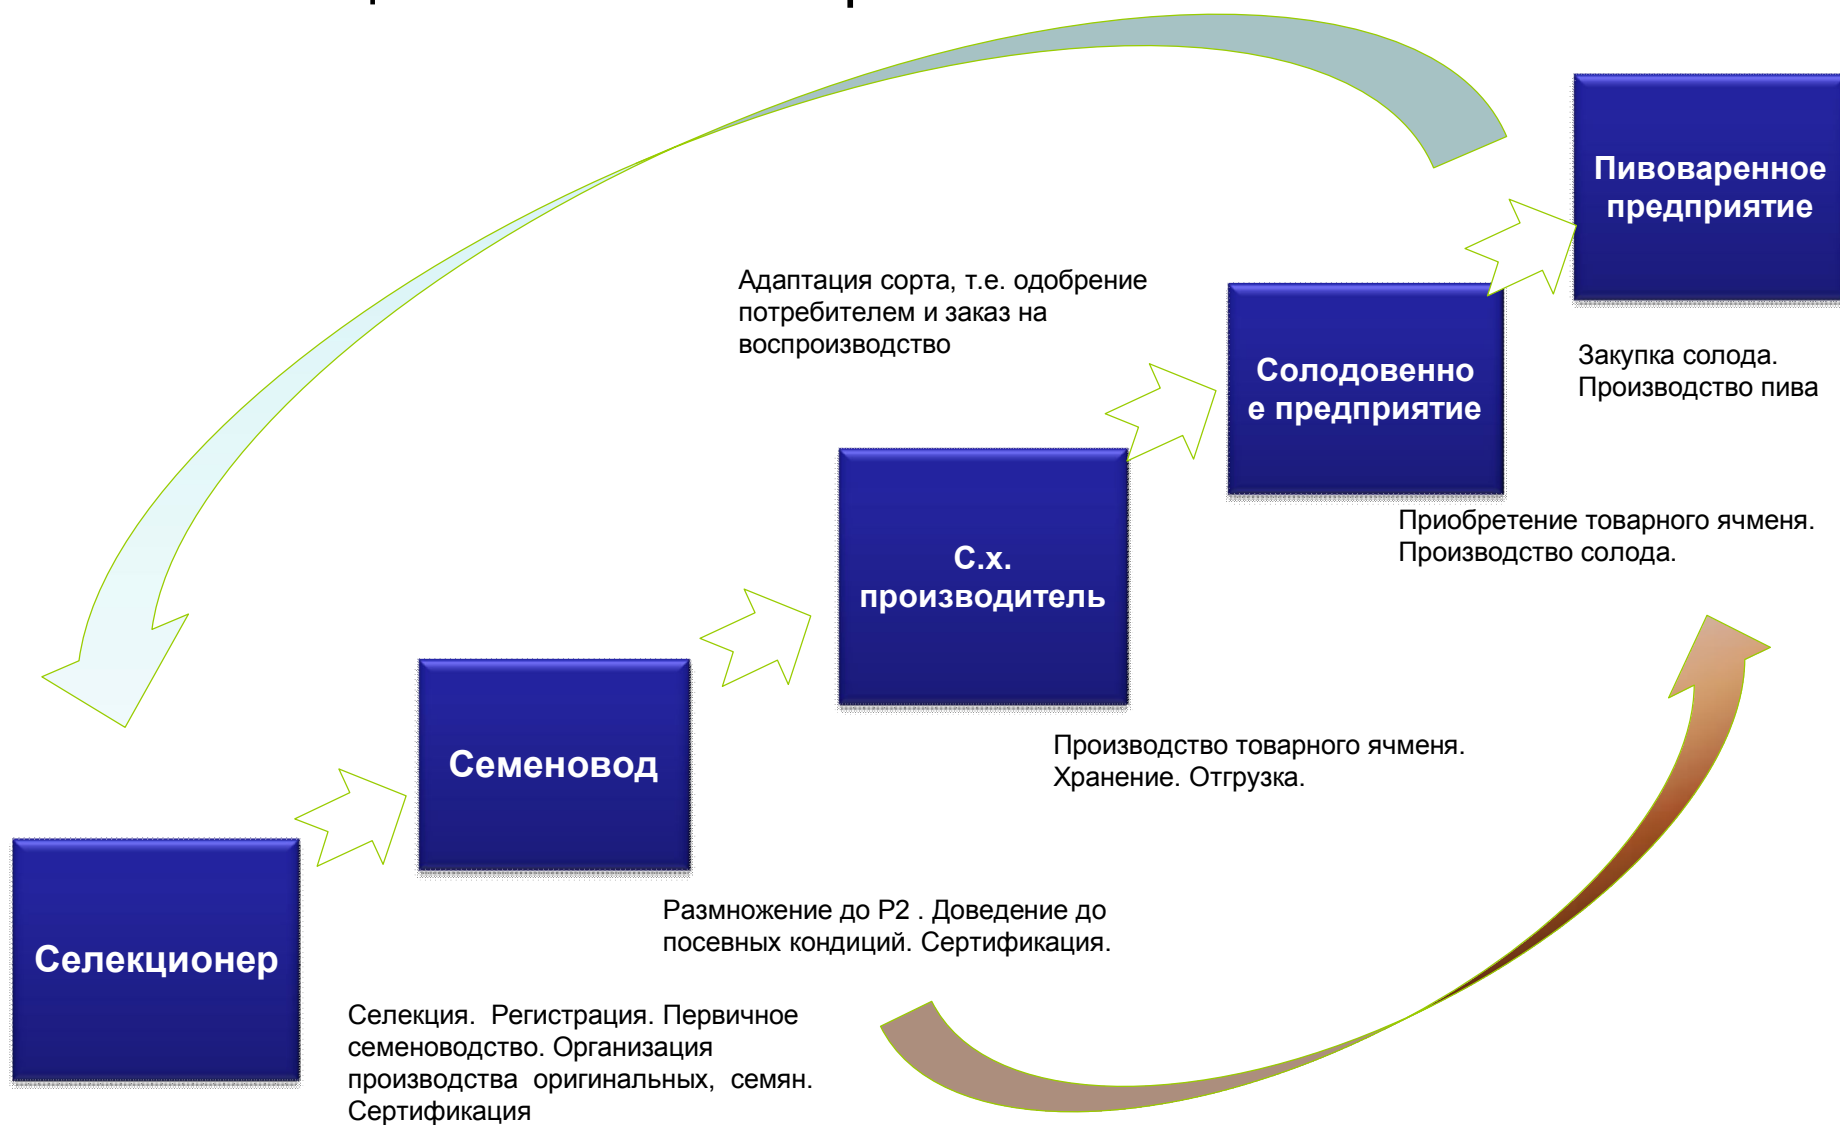 Пивоваренное
предприятие
Адаптация сорта, т.е. одобрение
потребителем и заказ на
воспроизводство
Солодовенно
е предприятие
Закупка солода.
Производство пива
С.х.
производитель
Приобретение товарного ячменя.
Производство солода.
Семеновод
Производство товарного ячменя.
Хранение. Отгрузка.
Селекционер
Размножение до Р2 . Доведение до
посевных кондиций. Сертификация.
Селекция. Регистрация. Первичное
семеноводство. Организация
производства оригинальных, семян.
Сертификация